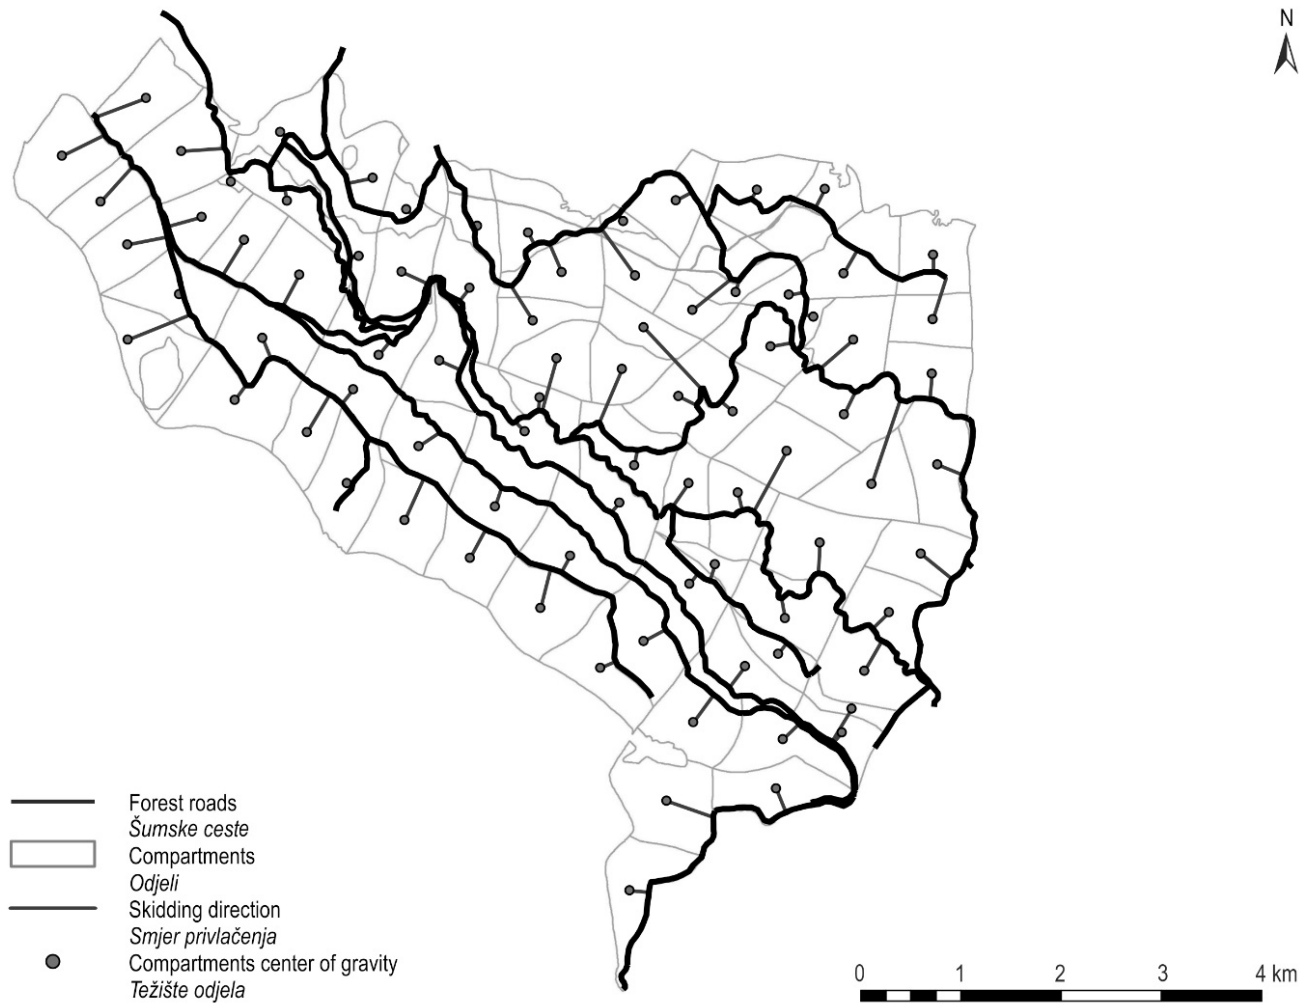 N
Forest roads
Šumske ceste
Compartments
Odjeli
Skidding direction
Smjer privlačenja
Compartments center of gravity
Težište odjela
0 1 2 3 4 km